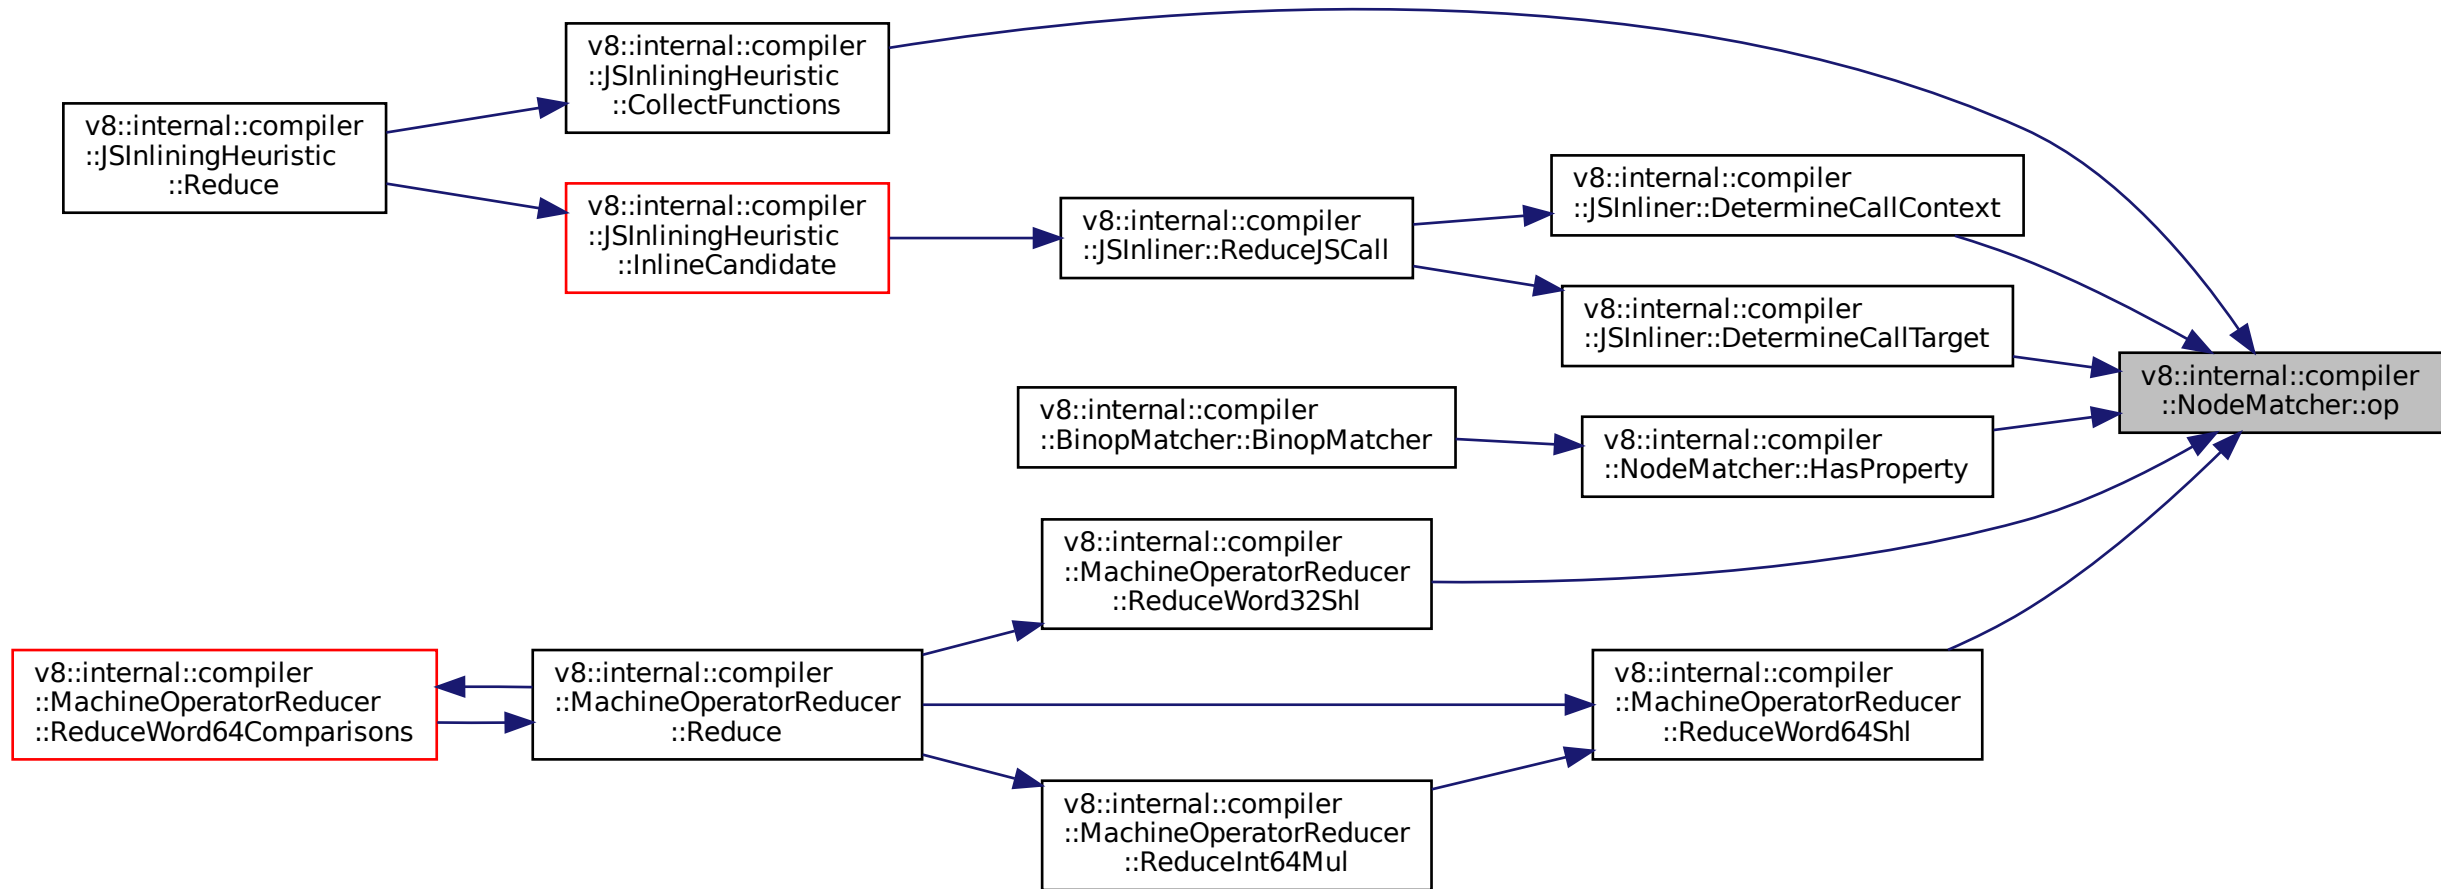 v8::internal::compiler
::JSInliningHeuristic
::CollectFunctions
v8::internal::compiler
::JSInliningHeuristic
::Reduce
v8::internal::compiler
::JSInliningHeuristic
::InlineCandidate
v8::internal::compiler
::JSInliner::ReduceJSCall
v8::internal::compiler
::JSInliner::DetermineCallContext
v8::internal::compiler
::JSInliner::DetermineCallTarget
v8::internal::compiler
::NodeMatcher::op
v8::internal::compiler
::BinopMatcher::BinopMatcher
v8::internal::compiler
::NodeMatcher::HasProperty
v8::internal::compiler
::MachineOperatorReducer
::ReduceWord32Shl
v8::internal::compiler
::MachineOperatorReducer
::ReduceWord64Comparisons
v8::internal::compiler
::MachineOperatorReducer
::Reduce
v8::internal::compiler
::MachineOperatorReducer
::ReduceWord64Shl
v8::internal::compiler
::MachineOperatorReducer
::ReduceInt64Mul